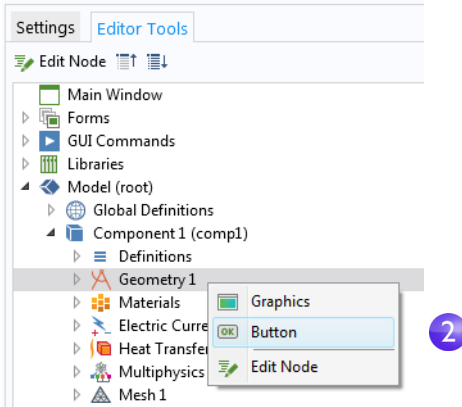 Settings Editor Tools
Edit Node
Main Window
Forms
GUI Commands
Libraries
Model (root)
Global Definitions
Component 1 (comp1)
Definitions
Geometry 1
Materials
Graphics
Electric Curre
OK Button
2
Heat Transfer
Multiphysics
Edit Node
Mesh 1